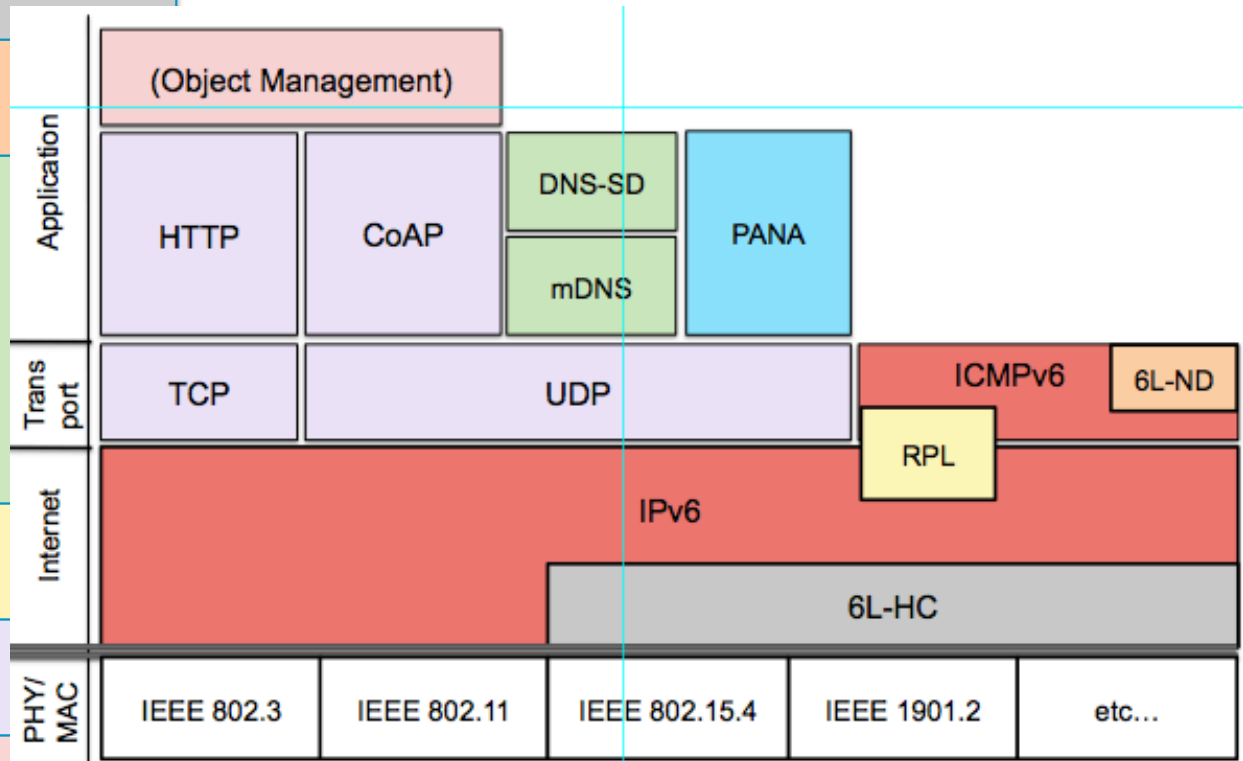 Application
(Object Management)
HTTP
CoAP
DNS-SD
mDNS
PANA
Trans
port
TCP
UDP
ICMPv6
6L-ND
RPL
Internet
IPv6
6L-HC
PHY/
MAC
IEEE 802.3
IEEE 802.11
IEEE 802.15.4
IEEE 1901.2
etc...